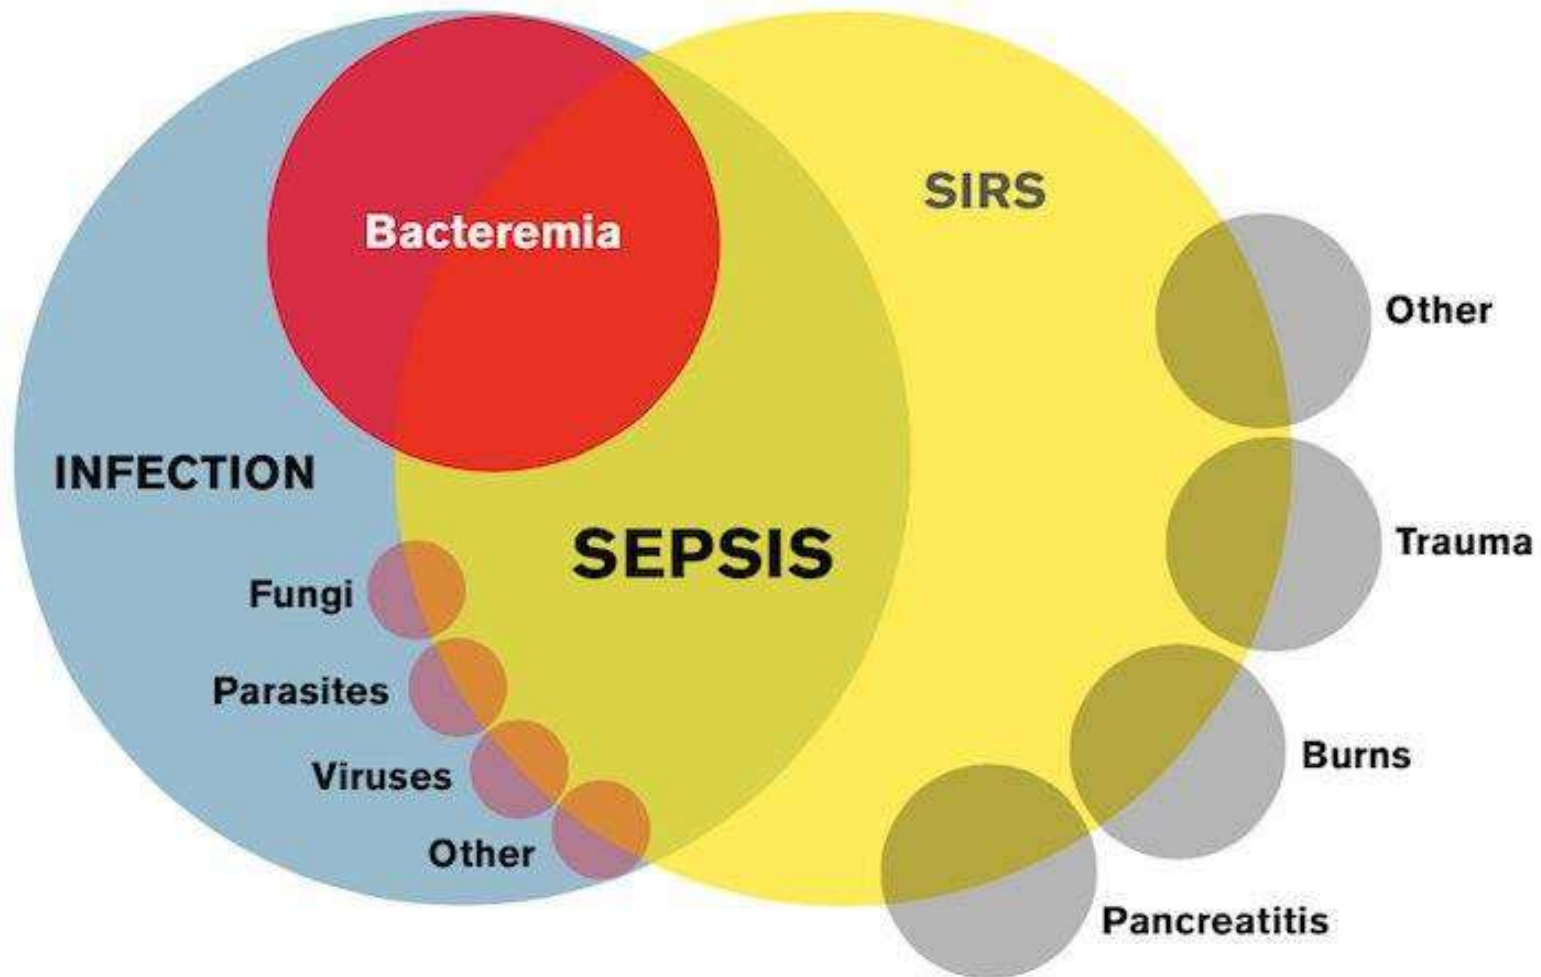 SIRS
Bacteremia
Other
INFECTION
SEPSIS
Trauma
Fungi
Parasites
Viruses
Burns
Other
Pancreatitis